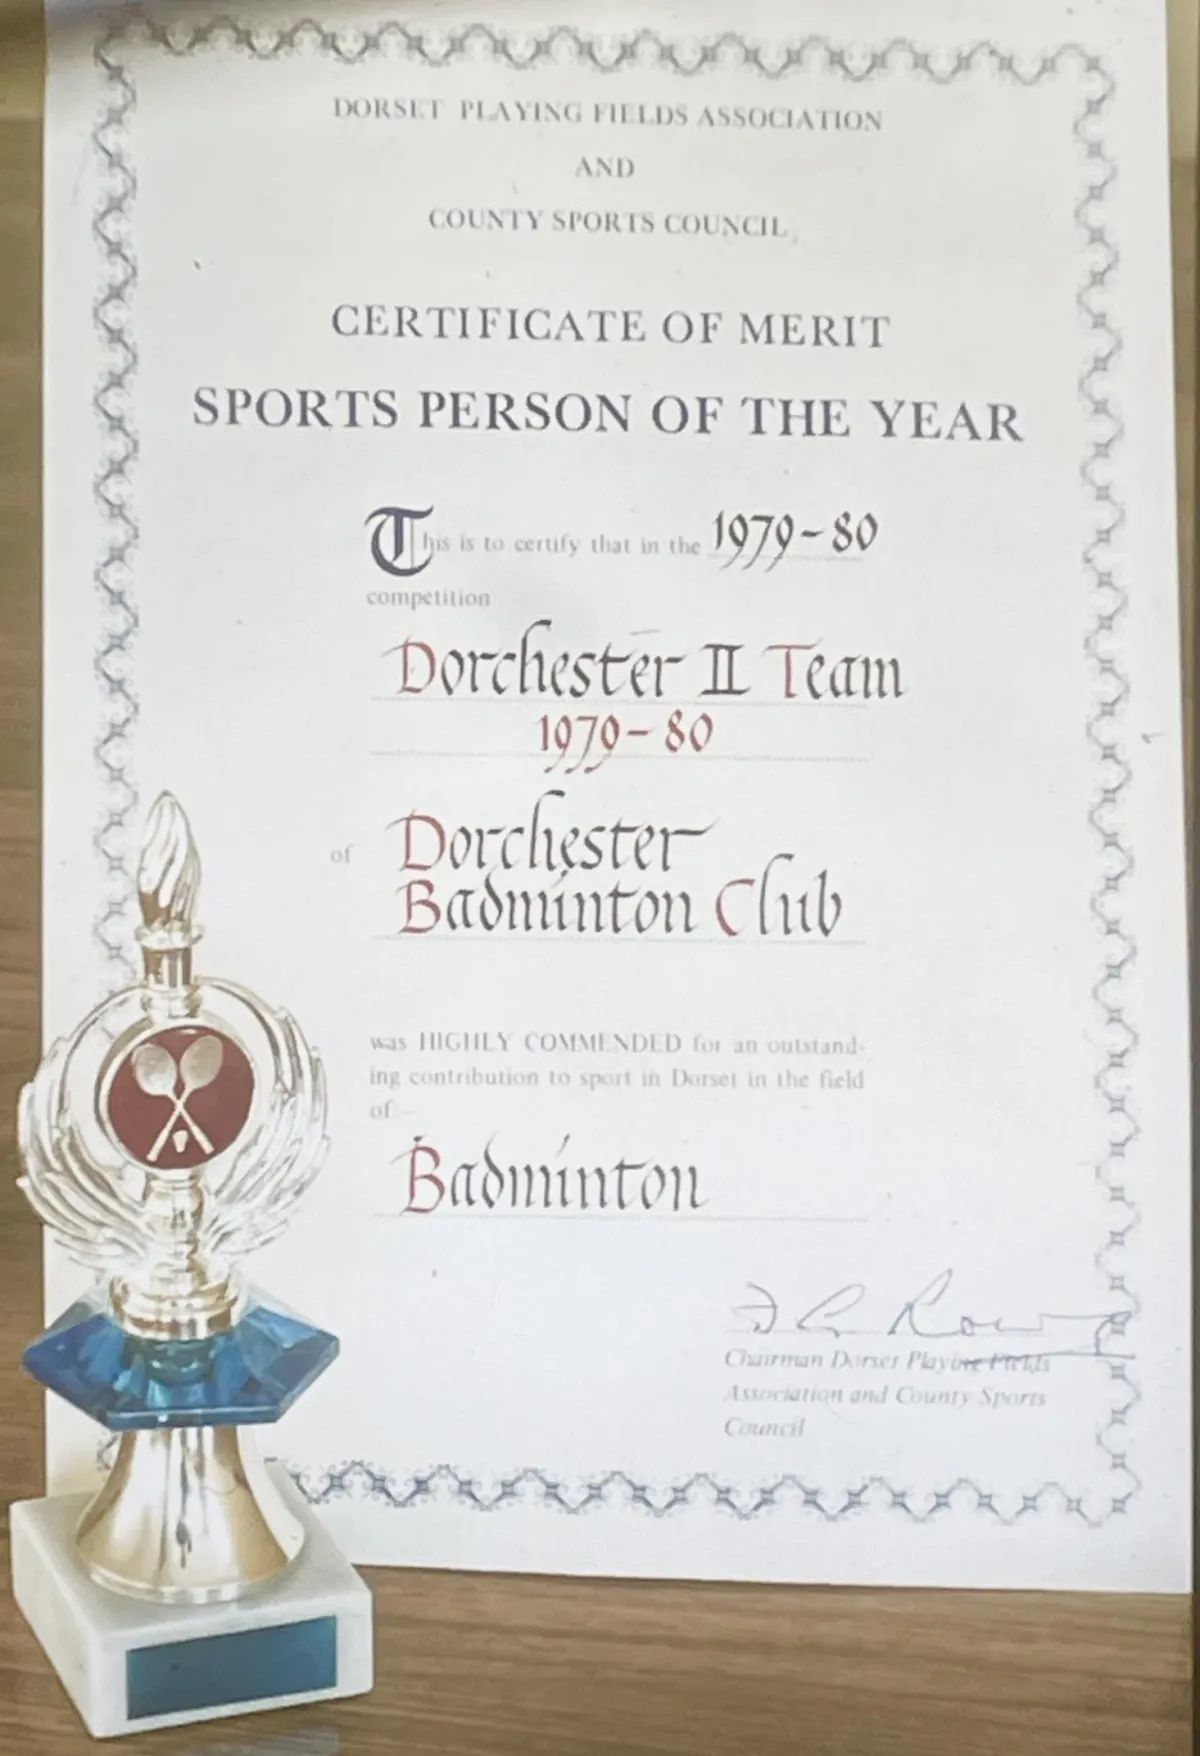 DORSET PLAYING FIELDS ASSOCIATION
AND
COUNTY SPORTS COUNCIL
CERTIFICATE OF MERIT
SPORTS PERSON OF THE YEAR
This is to certify that in the 1979-80
competition
Dorchester II Team
1979-80
of Dorchester
Badminton Club
was HIGHLY COMMENDED for an outstand-
ing contribution to sport in Dorset in the field
of:-
Badminton
Chairman Dorset Playing Fields
Association and County Sports
Council